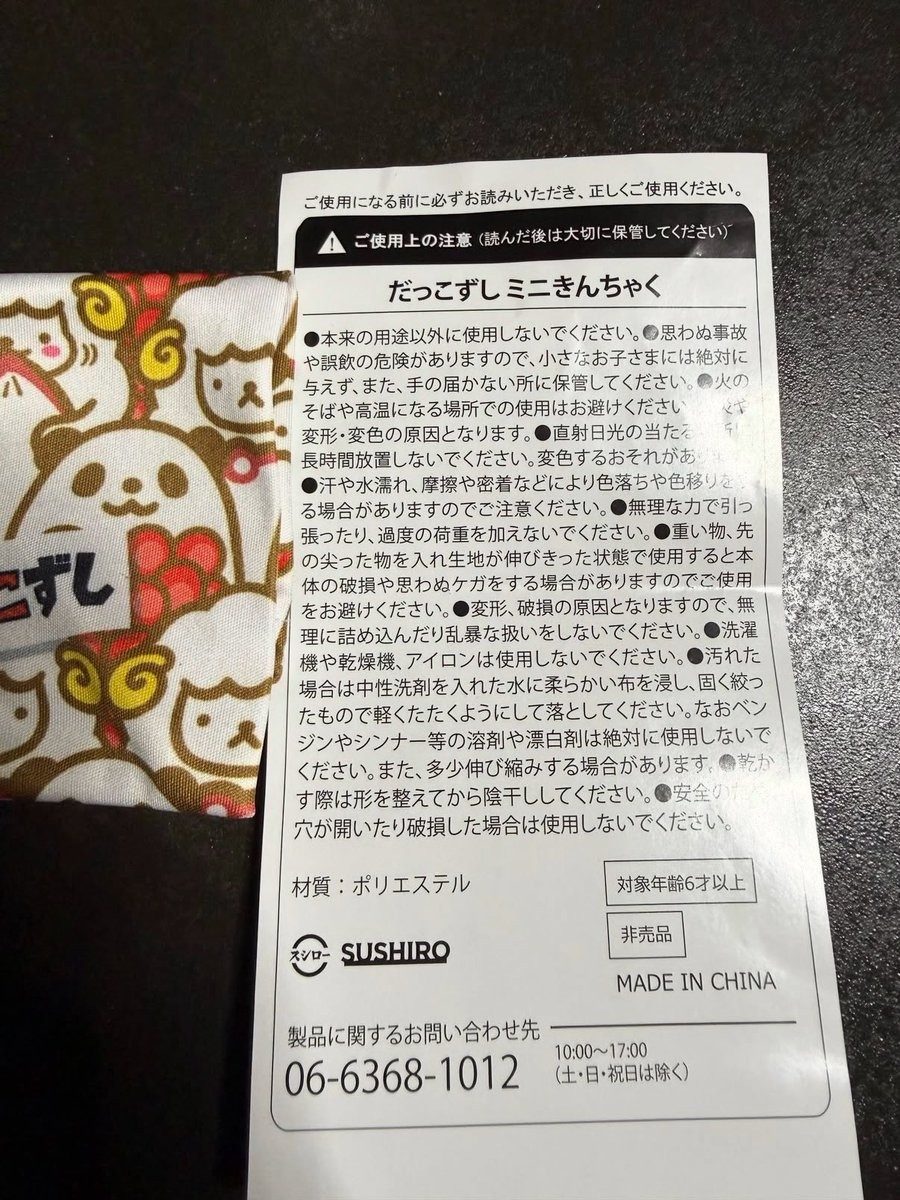 ご使用になる前に必ずお読みいただき、正しくご使用ください。
ご使用上の注意 (読んだ後は大切に保管してください)
だっこずし ミニきんちゃく
●本来の用途以外に使用しないでください。●思わぬ事故
や誤飲の危険がありますので、小さなお子さまには絶対に
与えず、また、手の届かない所に保管してください。●火の
そばや高温になる場所での使用はお避けください
変形・変色の原因となります。●直射日光の当たる
長時間放置しないでください。変色するおそれがあ
●汗や水濡れ、摩擦や密着などにより色落ちや色移りを
る場合がありますのでご注意ください。●無理な力で引っ
張ったり、過度の荷重を加えないでください。●重い物、先
の尖った物を入れ生地が伸びきった状態で使用すると本
体の破損や思わぬケガをする場合がありますのでご使用
をお避けください。●変形、破損の原因となりますので、無
理に詰め込んだり乱暴な扱いをしないでください。●洗濯
機や乾燥機、アイロンは使用しないでください。●汚れた
場合は中性洗剤を入れた水に柔らかい布を浸し、固く絞っ
たもので軽くたたくようにして落としてください。なおベン
ジンやシンナー等の溶剤や漂白剤は絶対に使用しないで
ください。また、多少伸び縮みする場合があります。●乾か
す際は形を整えてから陰干ししてください。●安全の
穴が開いたり破損した場合は使用しないでください。
材質：ポリエステル
対象年齢6才以上
非売品
スシロー SUSHIRO
MADE IN CHINA
製品に関するお問い合わせ先
06-6368-1012
10:00〜17:00
(土・日・祝日は除く)
こずし